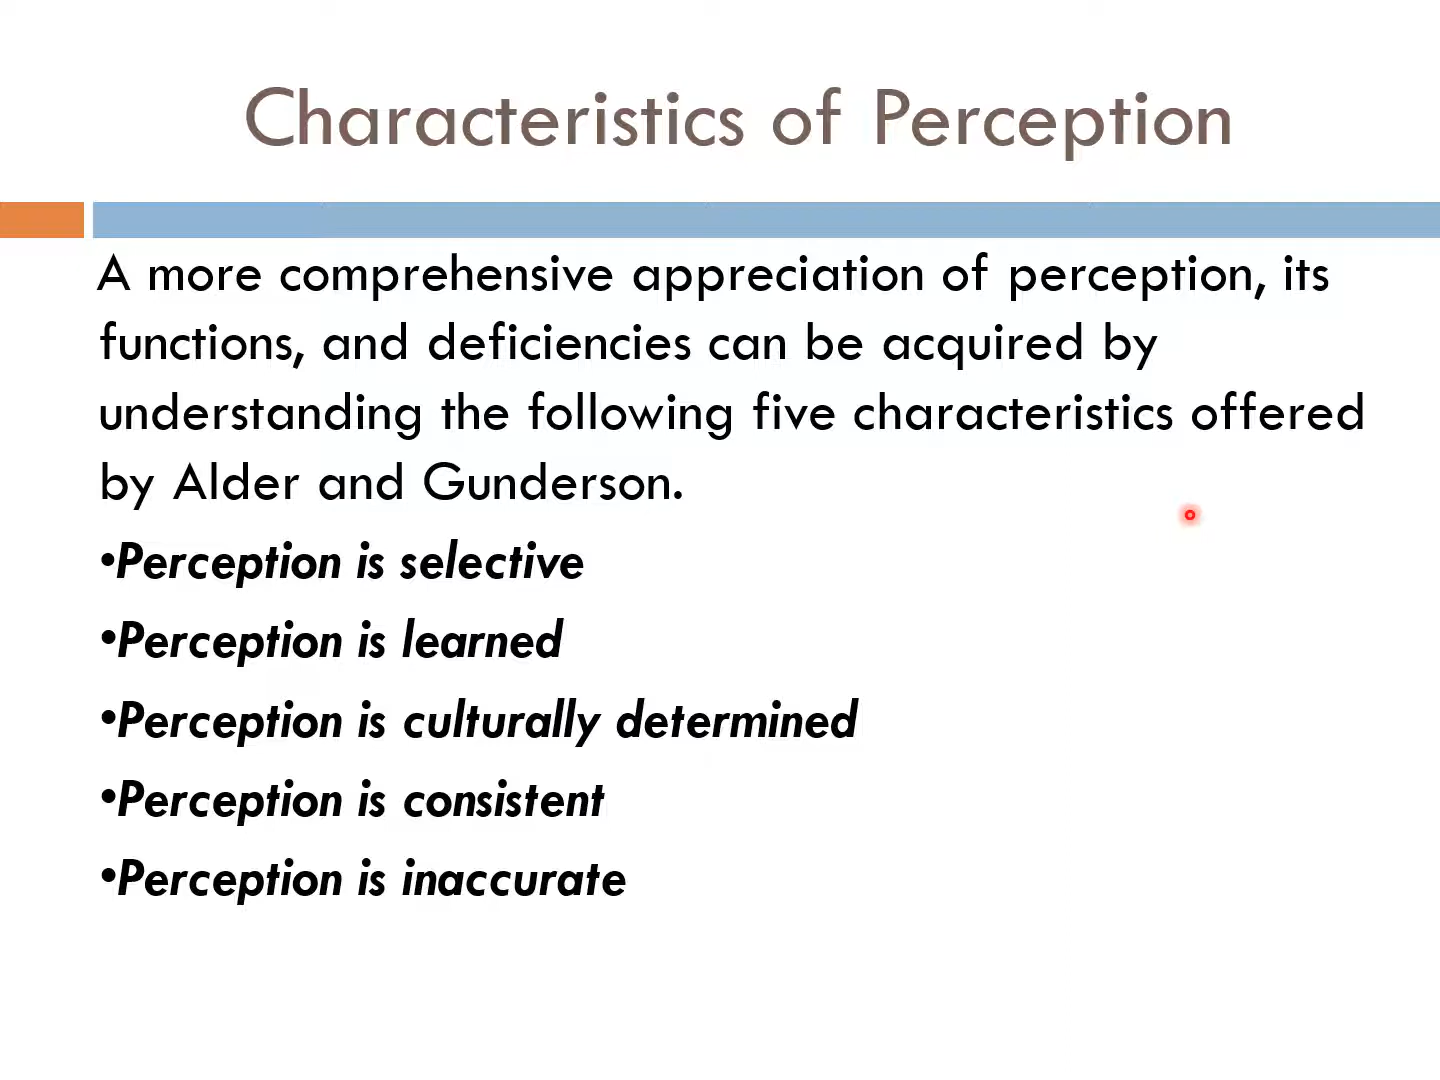 Characteristics of Perception
A more comprehensive appreciation of perception, its
functions, and deficiencies can be acquired by
understanding the following five characteristics offered
by Alder and Gunderson.
•Perception is selective
•Perception is learned
•Perception is culturally determined
•Perception is consistent
•Perception is inaccurate